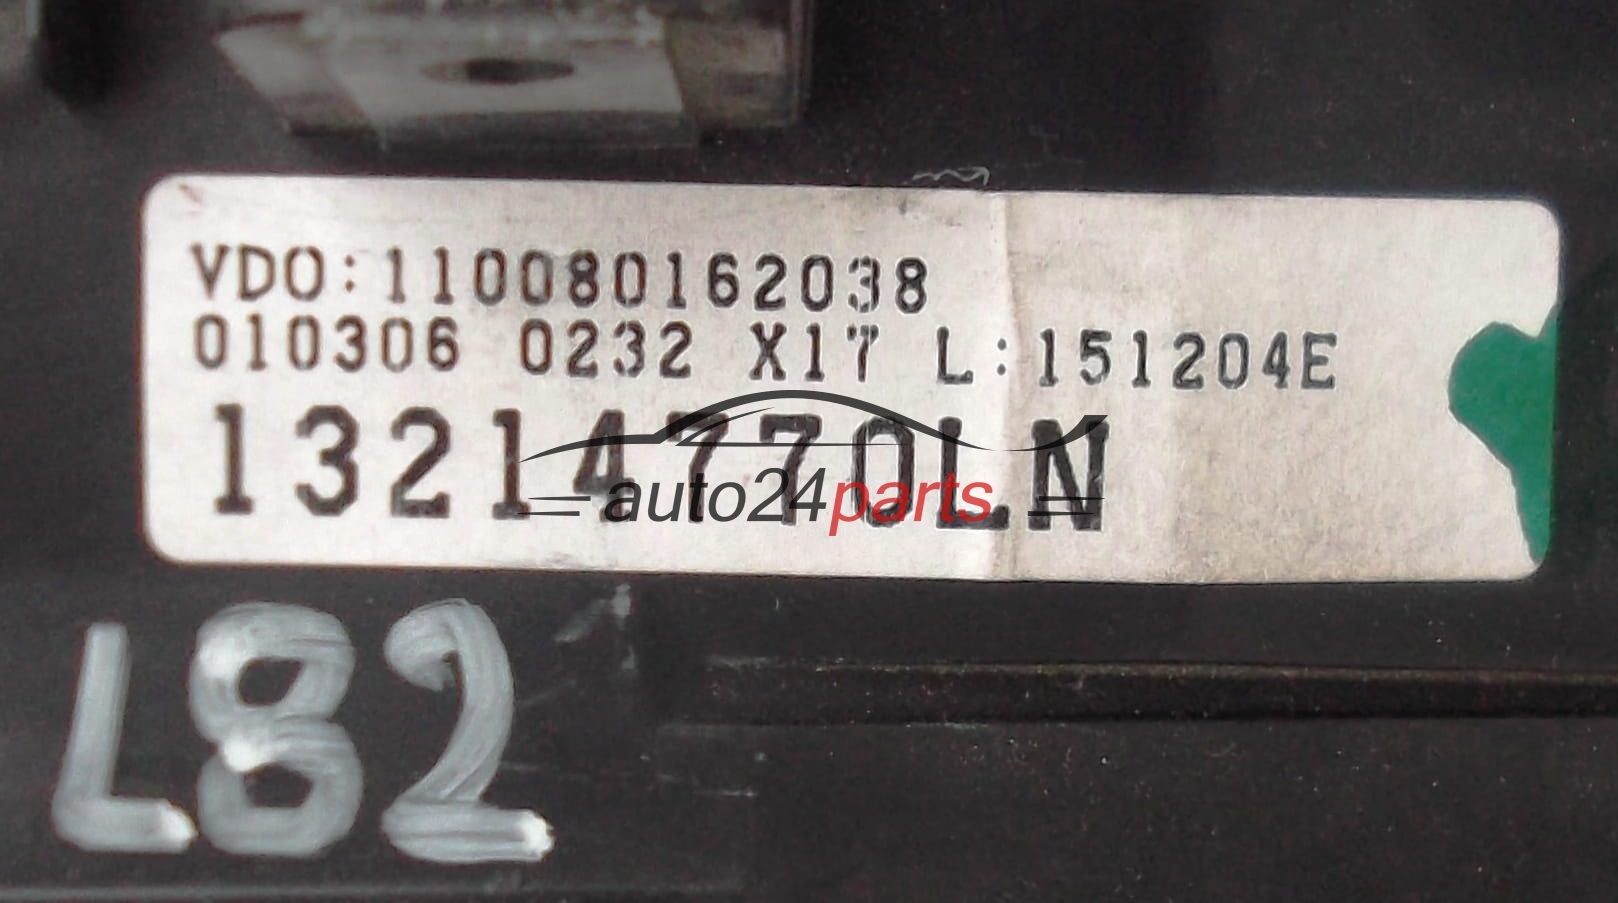 VDO:110080162038
010306 0232 X17 L:151204E
13214770LN
auto24parts
L82